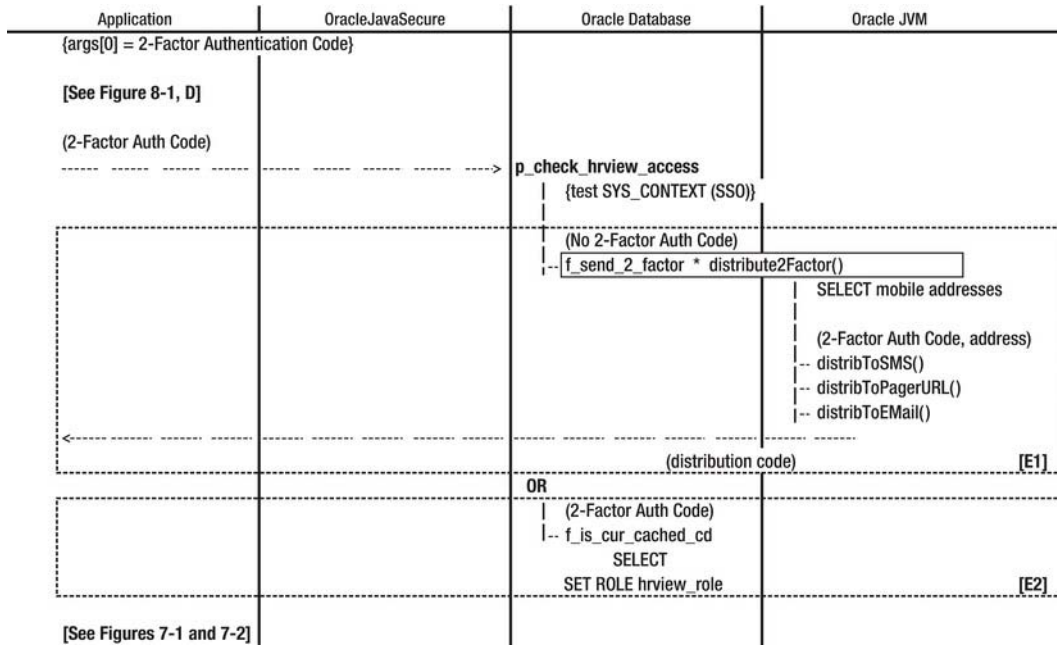 Application OracleJavaSecure Oracle Database Oracle JVM
{args[0] = 2-Factor Authentication Code}
[See Figure 8-1, D]
(2-Factor Auth Code)
p_check_hrview_access
{test SYS_CONTEXT (SSO)}
(No 2-Factor Auth Code)
f_send_2_factor * distribute2Factor()
SELECT mobile addresses
(2-Factor Auth Code, address)
distribToSMS()
distribToPagerURL()
distribToEMail()
(distribution code) [E1]
OR
(2-Factor Auth Code)
f_is_cur_cached_cd
SELECT
SET ROLE hrview_role [E2]
[See Figures 7-1 and 7-2]